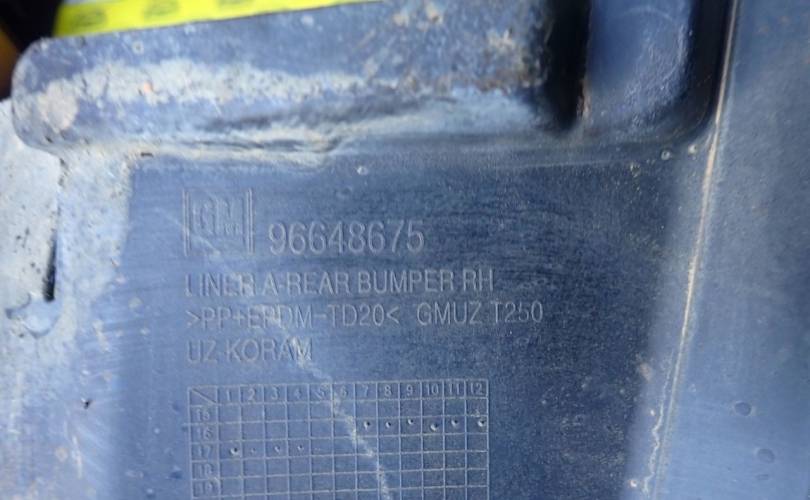 GM 96648675
LINER A-REAR BUMPER RH
>PP+EPDM-TD20< GMUZ T250
UZ-KORAM
1 2 3 4 5 6 7 8 9 10 11 12
15
16
17
18
19